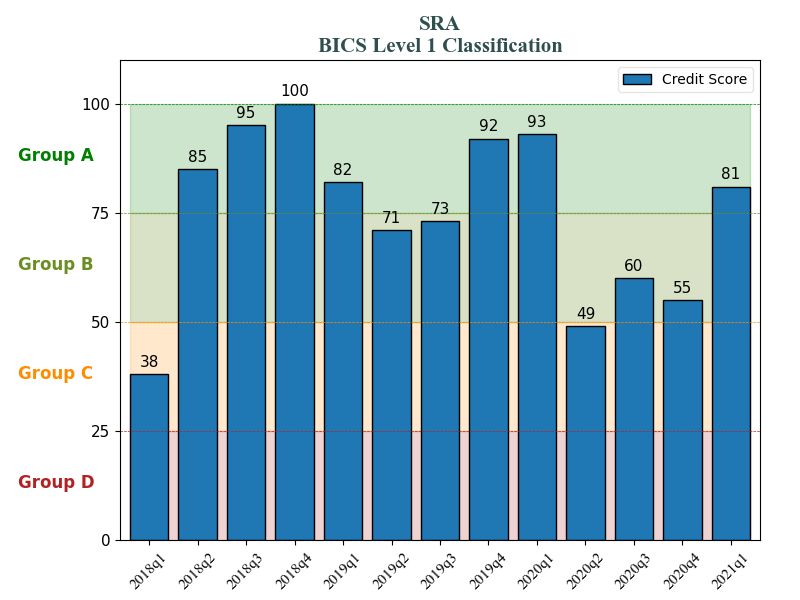 SRA
BICS Level 1 Classification
Credit Score
100
75
50
25
0
Group A
Group B
Group C
Group D
38
85
95
100
82
71
73
92
93
49
60
55
81
2018q1
2018q2
2018q3
2018q4
2019q1
2019q2
2019q3
2019q4
2020q1
2020q2
2020q3
2020q4
2021q1